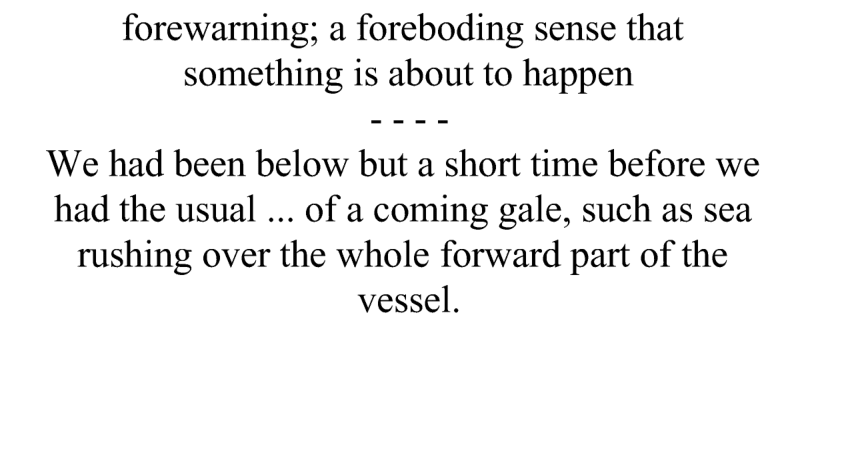 forewarning; a foreboding sense that
something is about to happen
- - - -
We had been below but a short time before we
had the usual ... of a coming gale, such as sea
rushing over the whole forward part of the
vessel.